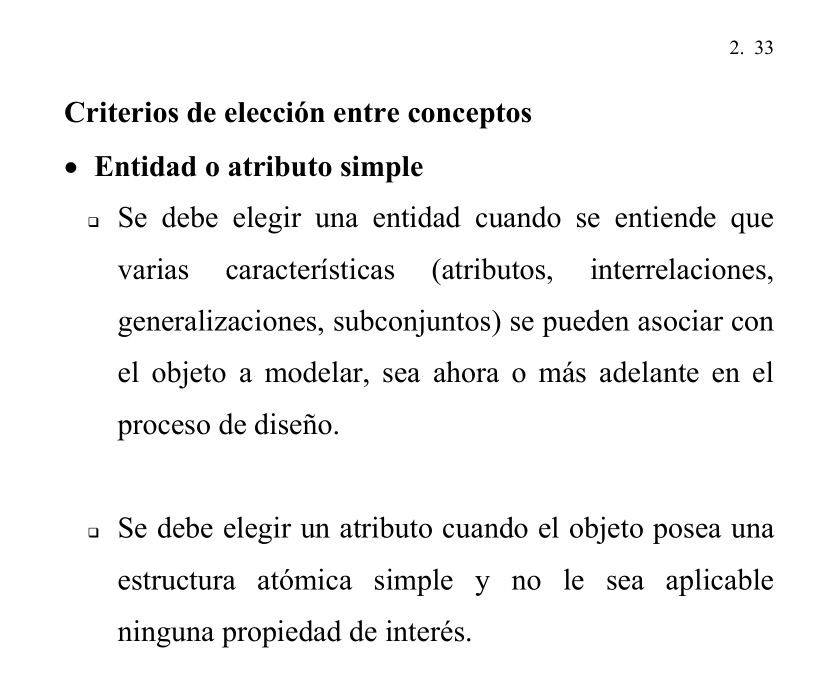 2. 33
Criterios de elección entre conceptos
• Entidad o atributo simple
❑ Se debe elegir una entidad cuando se entiende que
varias características (atributos, interrelaciones,
generalizaciones, subconjuntos) se pueden asociar con
el objeto a modelar, sea ahora o más adelante en el
proceso de diseño.
❑ Se debe elegir un atributo cuando el objeto posea una
estructura atómica simple y no le sea aplicable
ninguna propiedad de interés.